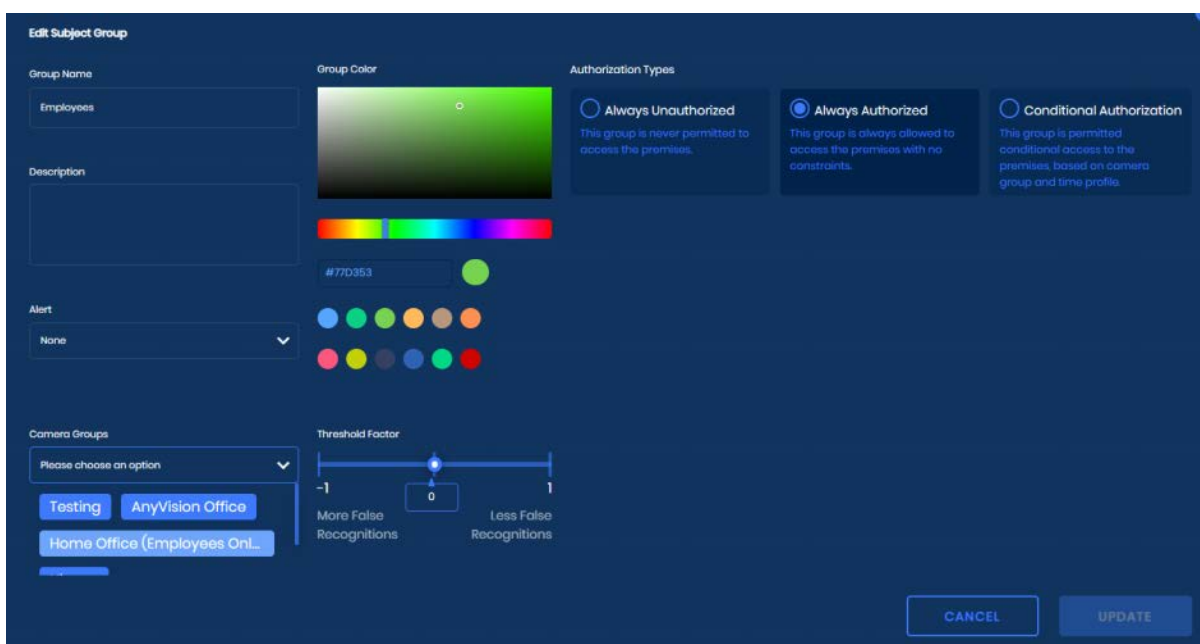 Edit Subject Group
Group Name
Employees
Description
Alert
None
Camera Groups
Please choose an option
Testing
AnyVision Office
Home Office (Employees Onl...
Group Color
#77D353
Threshold Factor
-1
0
1
More False
Recognitions
Less False
Recognitions
Authorization Types
Always Unauthorized
This group is never permitted to
access the premises.
Always Authorized
This group is always allowed to
access the premises with no
constraints.
Conditional Authorization
This group is permitted
conditional access to the
premises, based on camera
group and time profile.
CANCEL
UPDATE